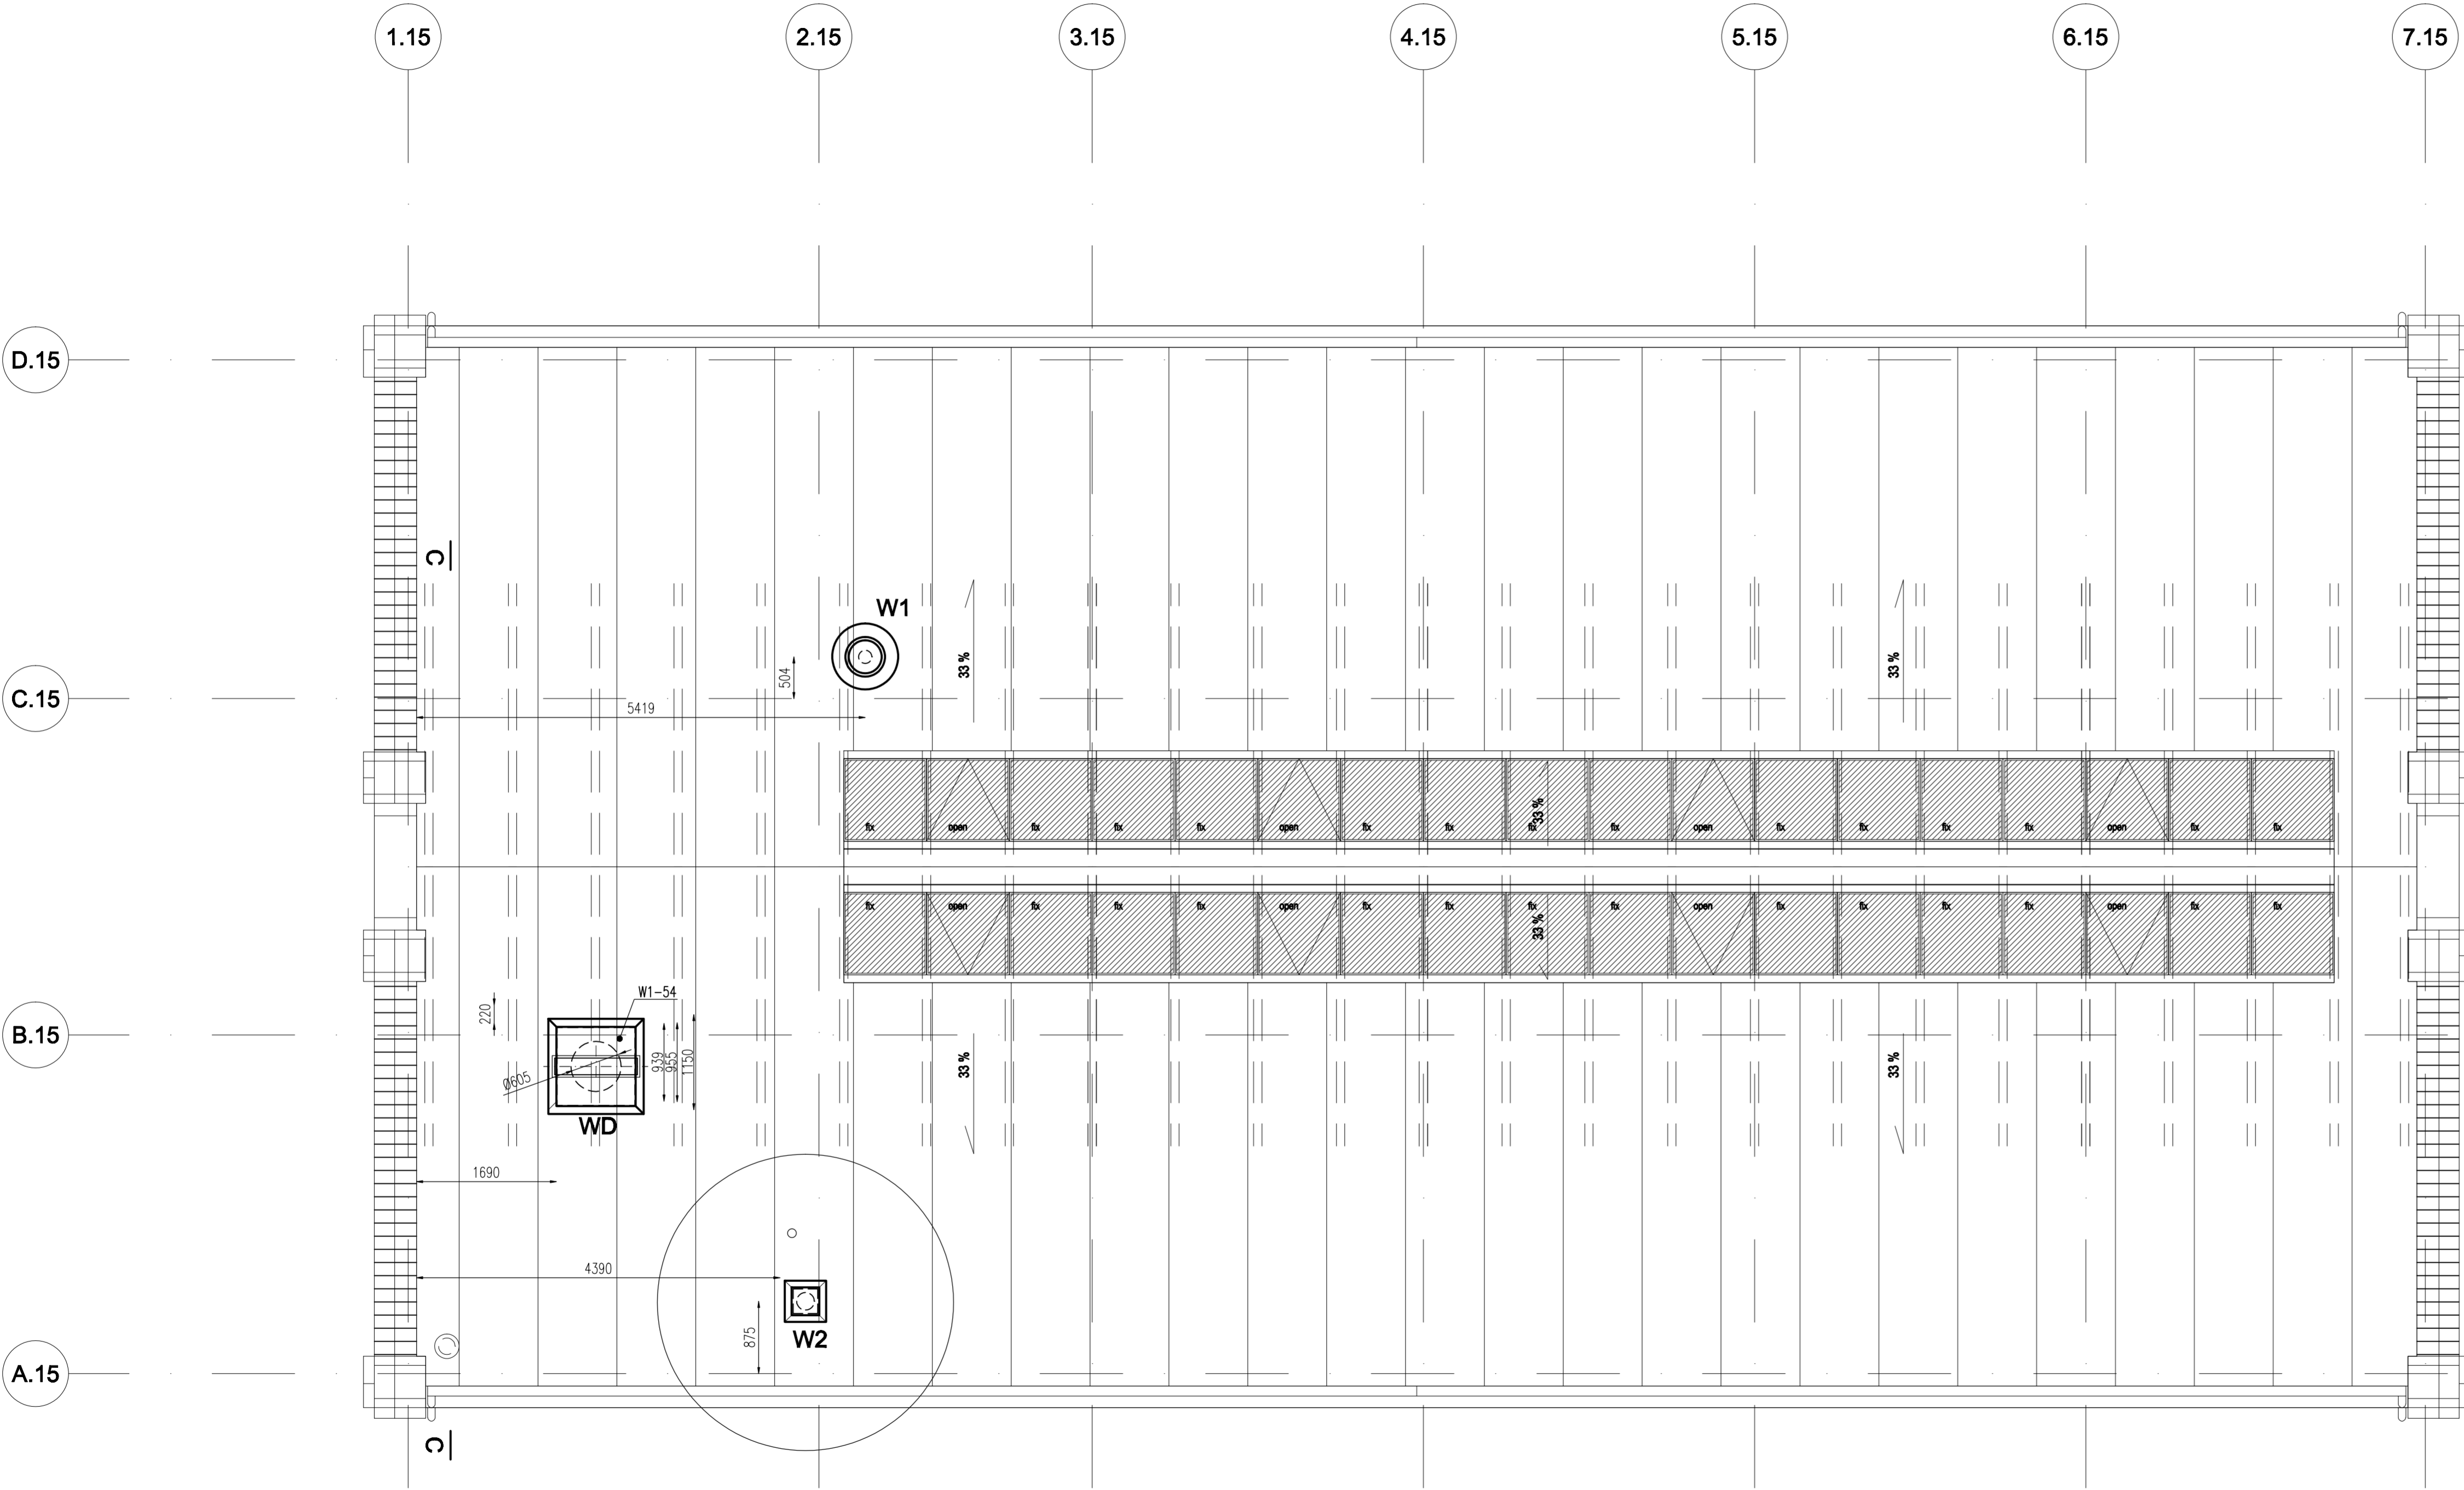 1.15 2.15 3.15 4.15 5.15 6.15 7.15
D.15
C
W1
504
33 %
33 %
C.15
5419
33 %
fix open fix fix fix open fix fix fix fix open fix fix fix fix open fix fix
fix open fix fix fix open fix fix fix fix open fix fix fix fix open fix fix
33 %
W1-54
220
B.15
939
955
1150
33 %
33 %
Ø605
WD
1690
4390
875
W2
A.15
C